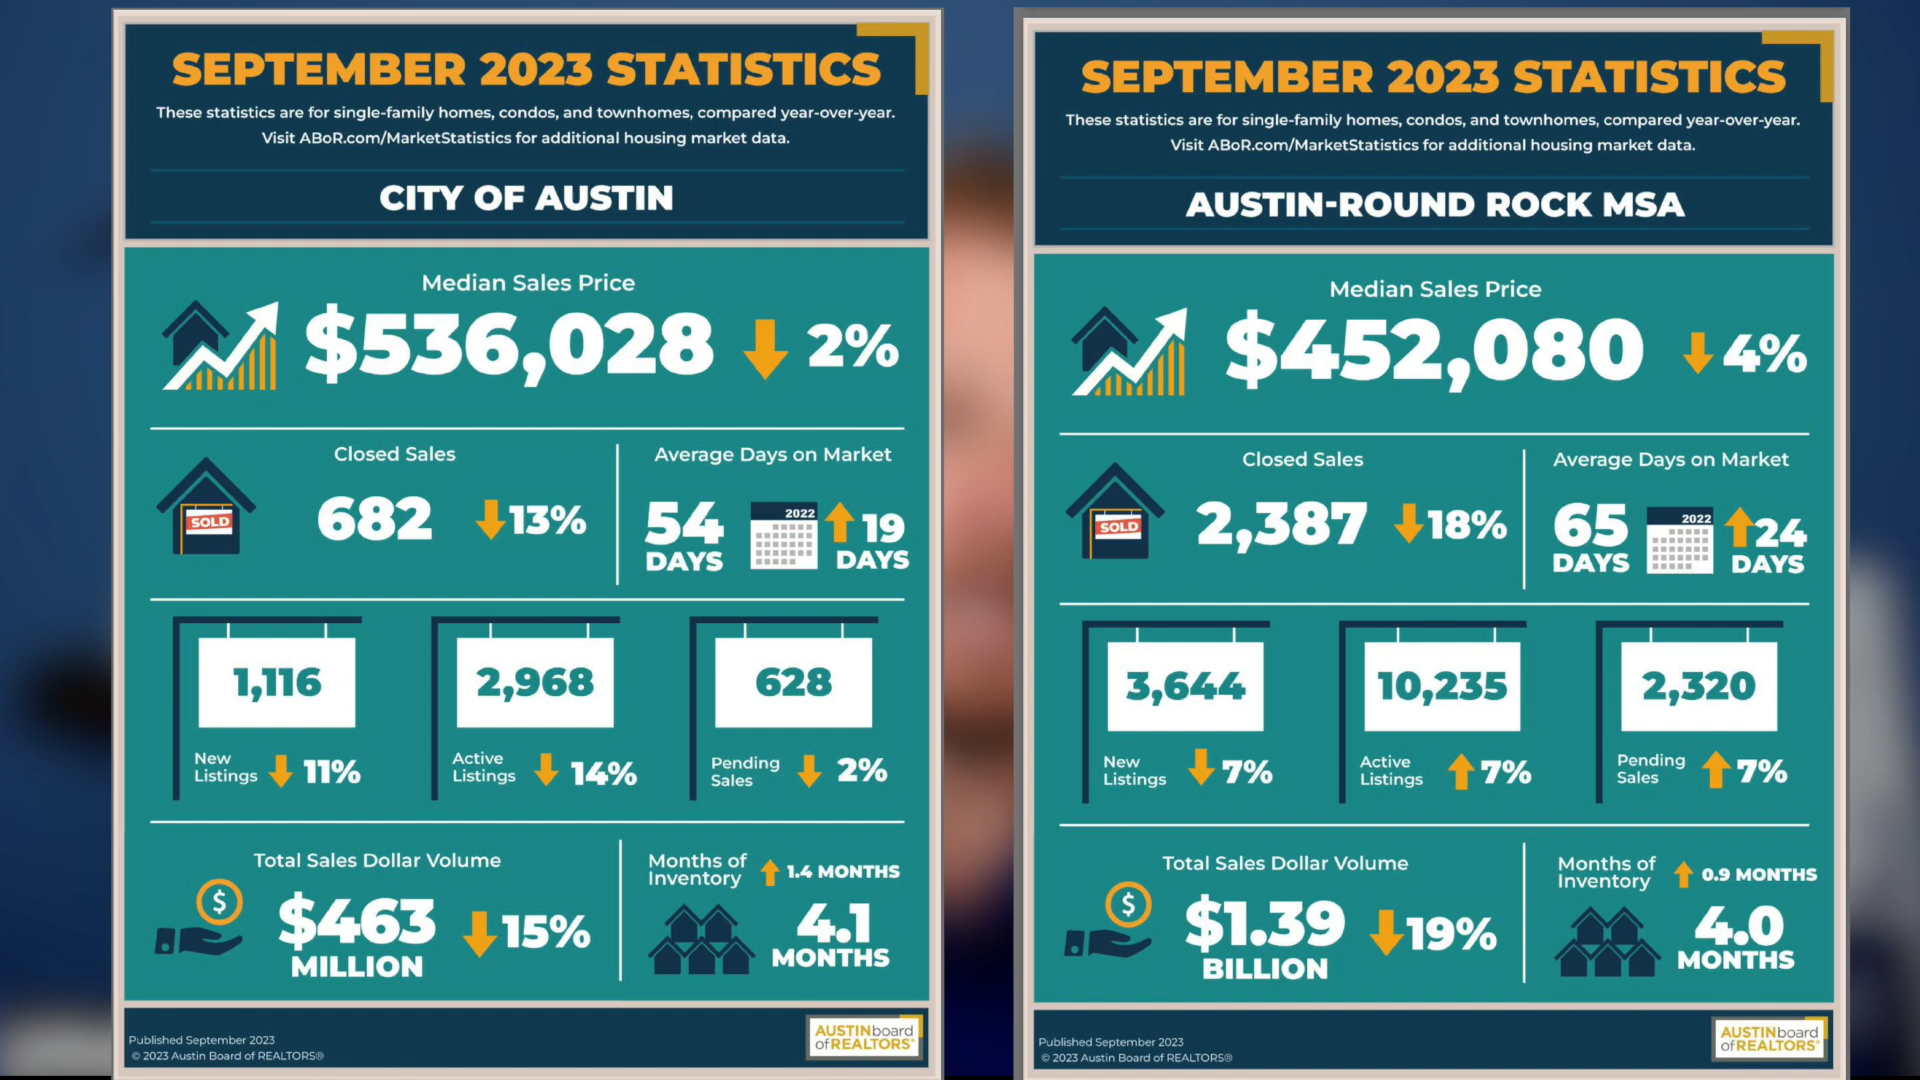 SEPTEMBER 2023 STATISTICS
These statistics are for single-family homes, condos, and townhomes, compared year-over-year.
Visit ABoR.com/MarketStatistics for additional housing market data.
CITY OF AUSTIN
Median Sales Price
$536,028 2%
Closed Sales
SOLD
682 13%
Average Days on Market
54 DAYS
2022
19 DAYS
1,116
New Listings 11%
2,968
Active Listings 14%
628
Pending Sales 2%
Total Sales Dollar Volume
$
$463 MILLION
15%
Months of Inventory
1.4 MONTHS
4.1 MONTHS
Published September 2023
© 2023 Austin Board of REALTORS®
AUSTINboard
ofREALTORS®
SEPTEMBER 2023 STATISTICS
These statistics are for single-family homes, condos, and townhomes, compared year-over-year.
Visit ABoR.com/MarketStatistics for additional housing market data.
AUSTIN-ROUND ROCK MSA
Median Sales Price
$452,080 4%
Closed Sales
SOLD
2,387 18%
Average Days on Market
65 DAYS
2022
24 DAYS
3,644
New Listings 7%
10,235
Active Listings 7%
2,320
Pending Sales 7%
Total Sales Dollar Volume
$
$1.39 BILLION
19%
Months of Inventory
0.9 MONTHS
4.0 MONTHS
Published September 2023
© 2023 Austin Board of REALTORS®
AUSTINboard
ofREALTORS®